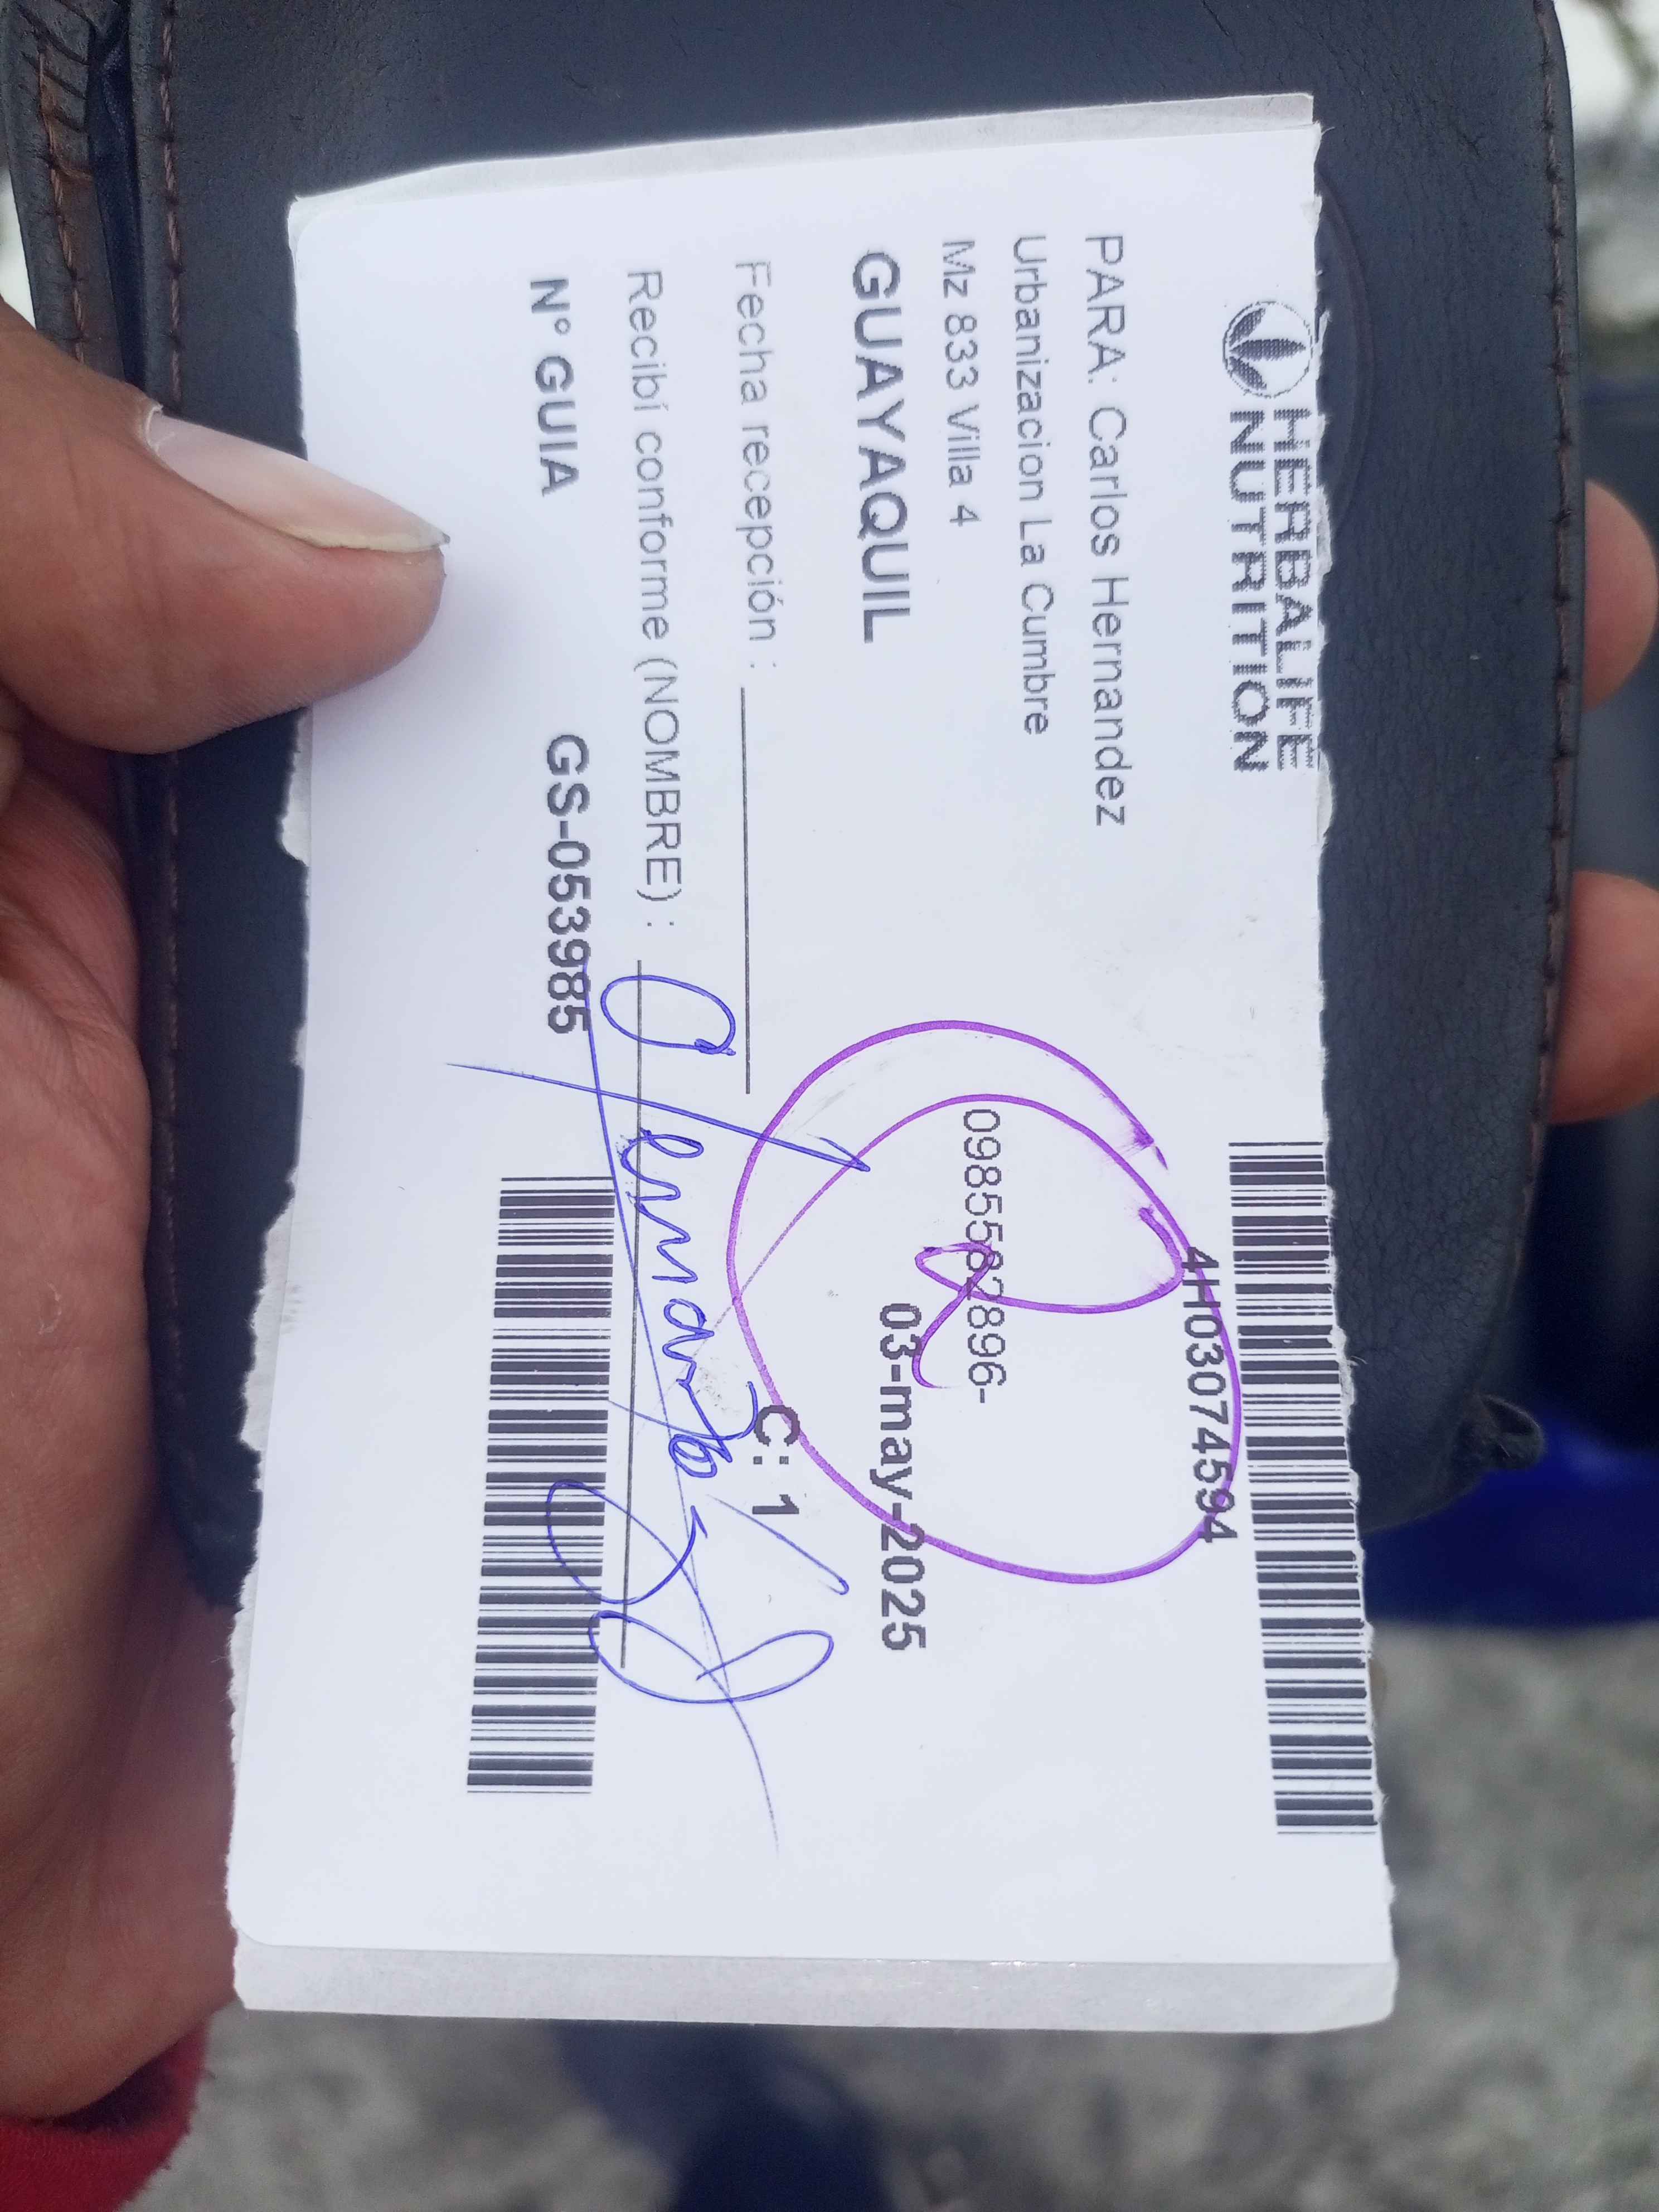 HERBALIFE
NUTRITION
4H03074594
PARA: Carlos Hernandez
Urbanizacion La Cumbre
Mz 833 Villa 4
0985582896-
GUAYAQUIL
03-may-2025
Fecha recepción :
C: 1
Recibí conforme (NOMBRE) :
N° GUIA
GS-053985